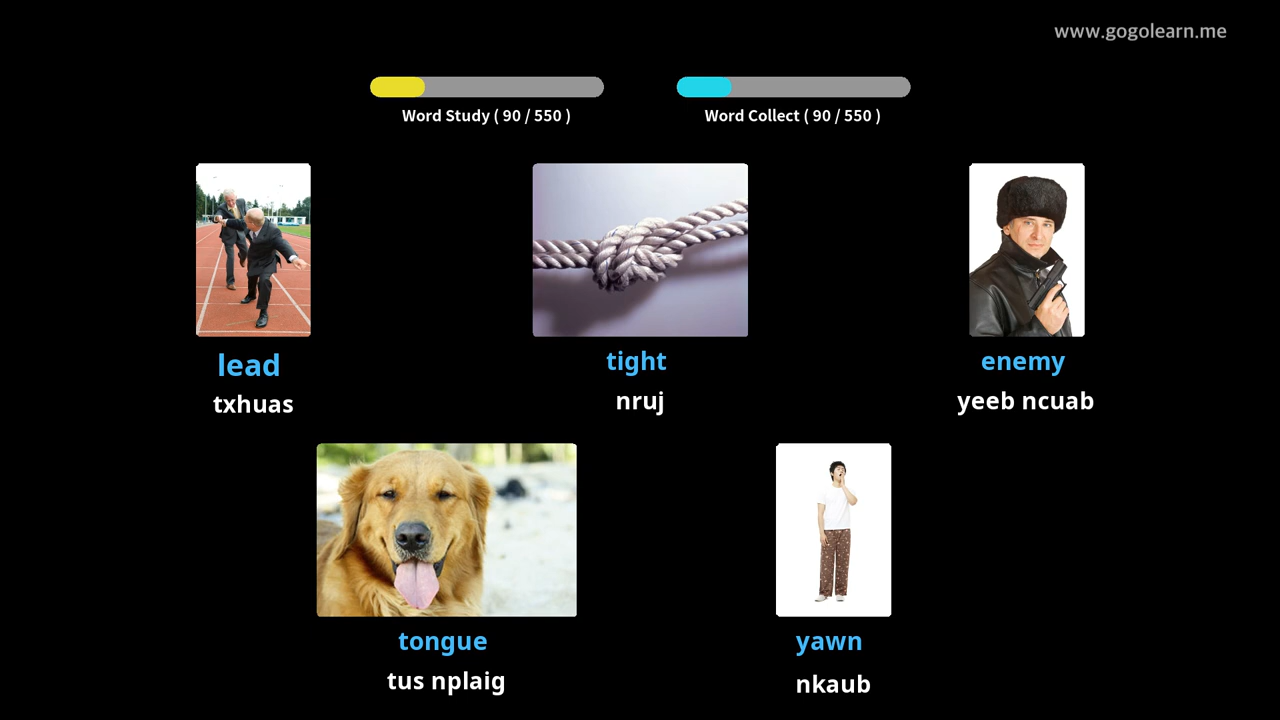 www.gogolearn.me
Word Study ( 90 / 550 )
Word Collect ( 90 / 550 )
lead
txhuas
tight
nruj
enemy
yeeb ncuab
tongue
tus nplaig
yawn
nkaub